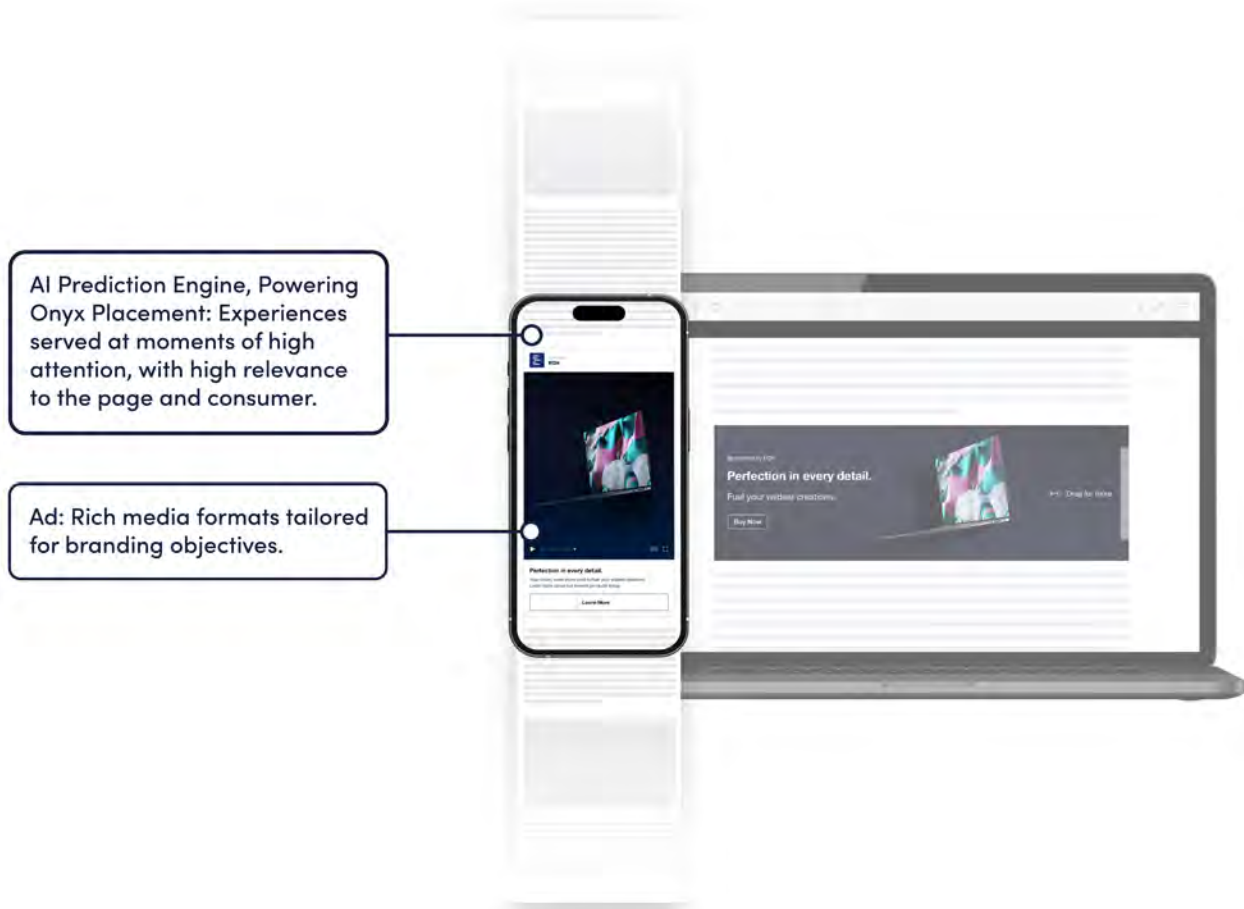 AI Prediction Engine, Powering
Onyx Placement: Experiences
served at moments of high
attention, with high relevance
to the page and consumer.
Ad: Rich media formats tailored
for branding objectives.
Perfection in every detail.
Learn More
Perfection in every detail.
Fuel your wildest creations.
Buy Now
Drag for more